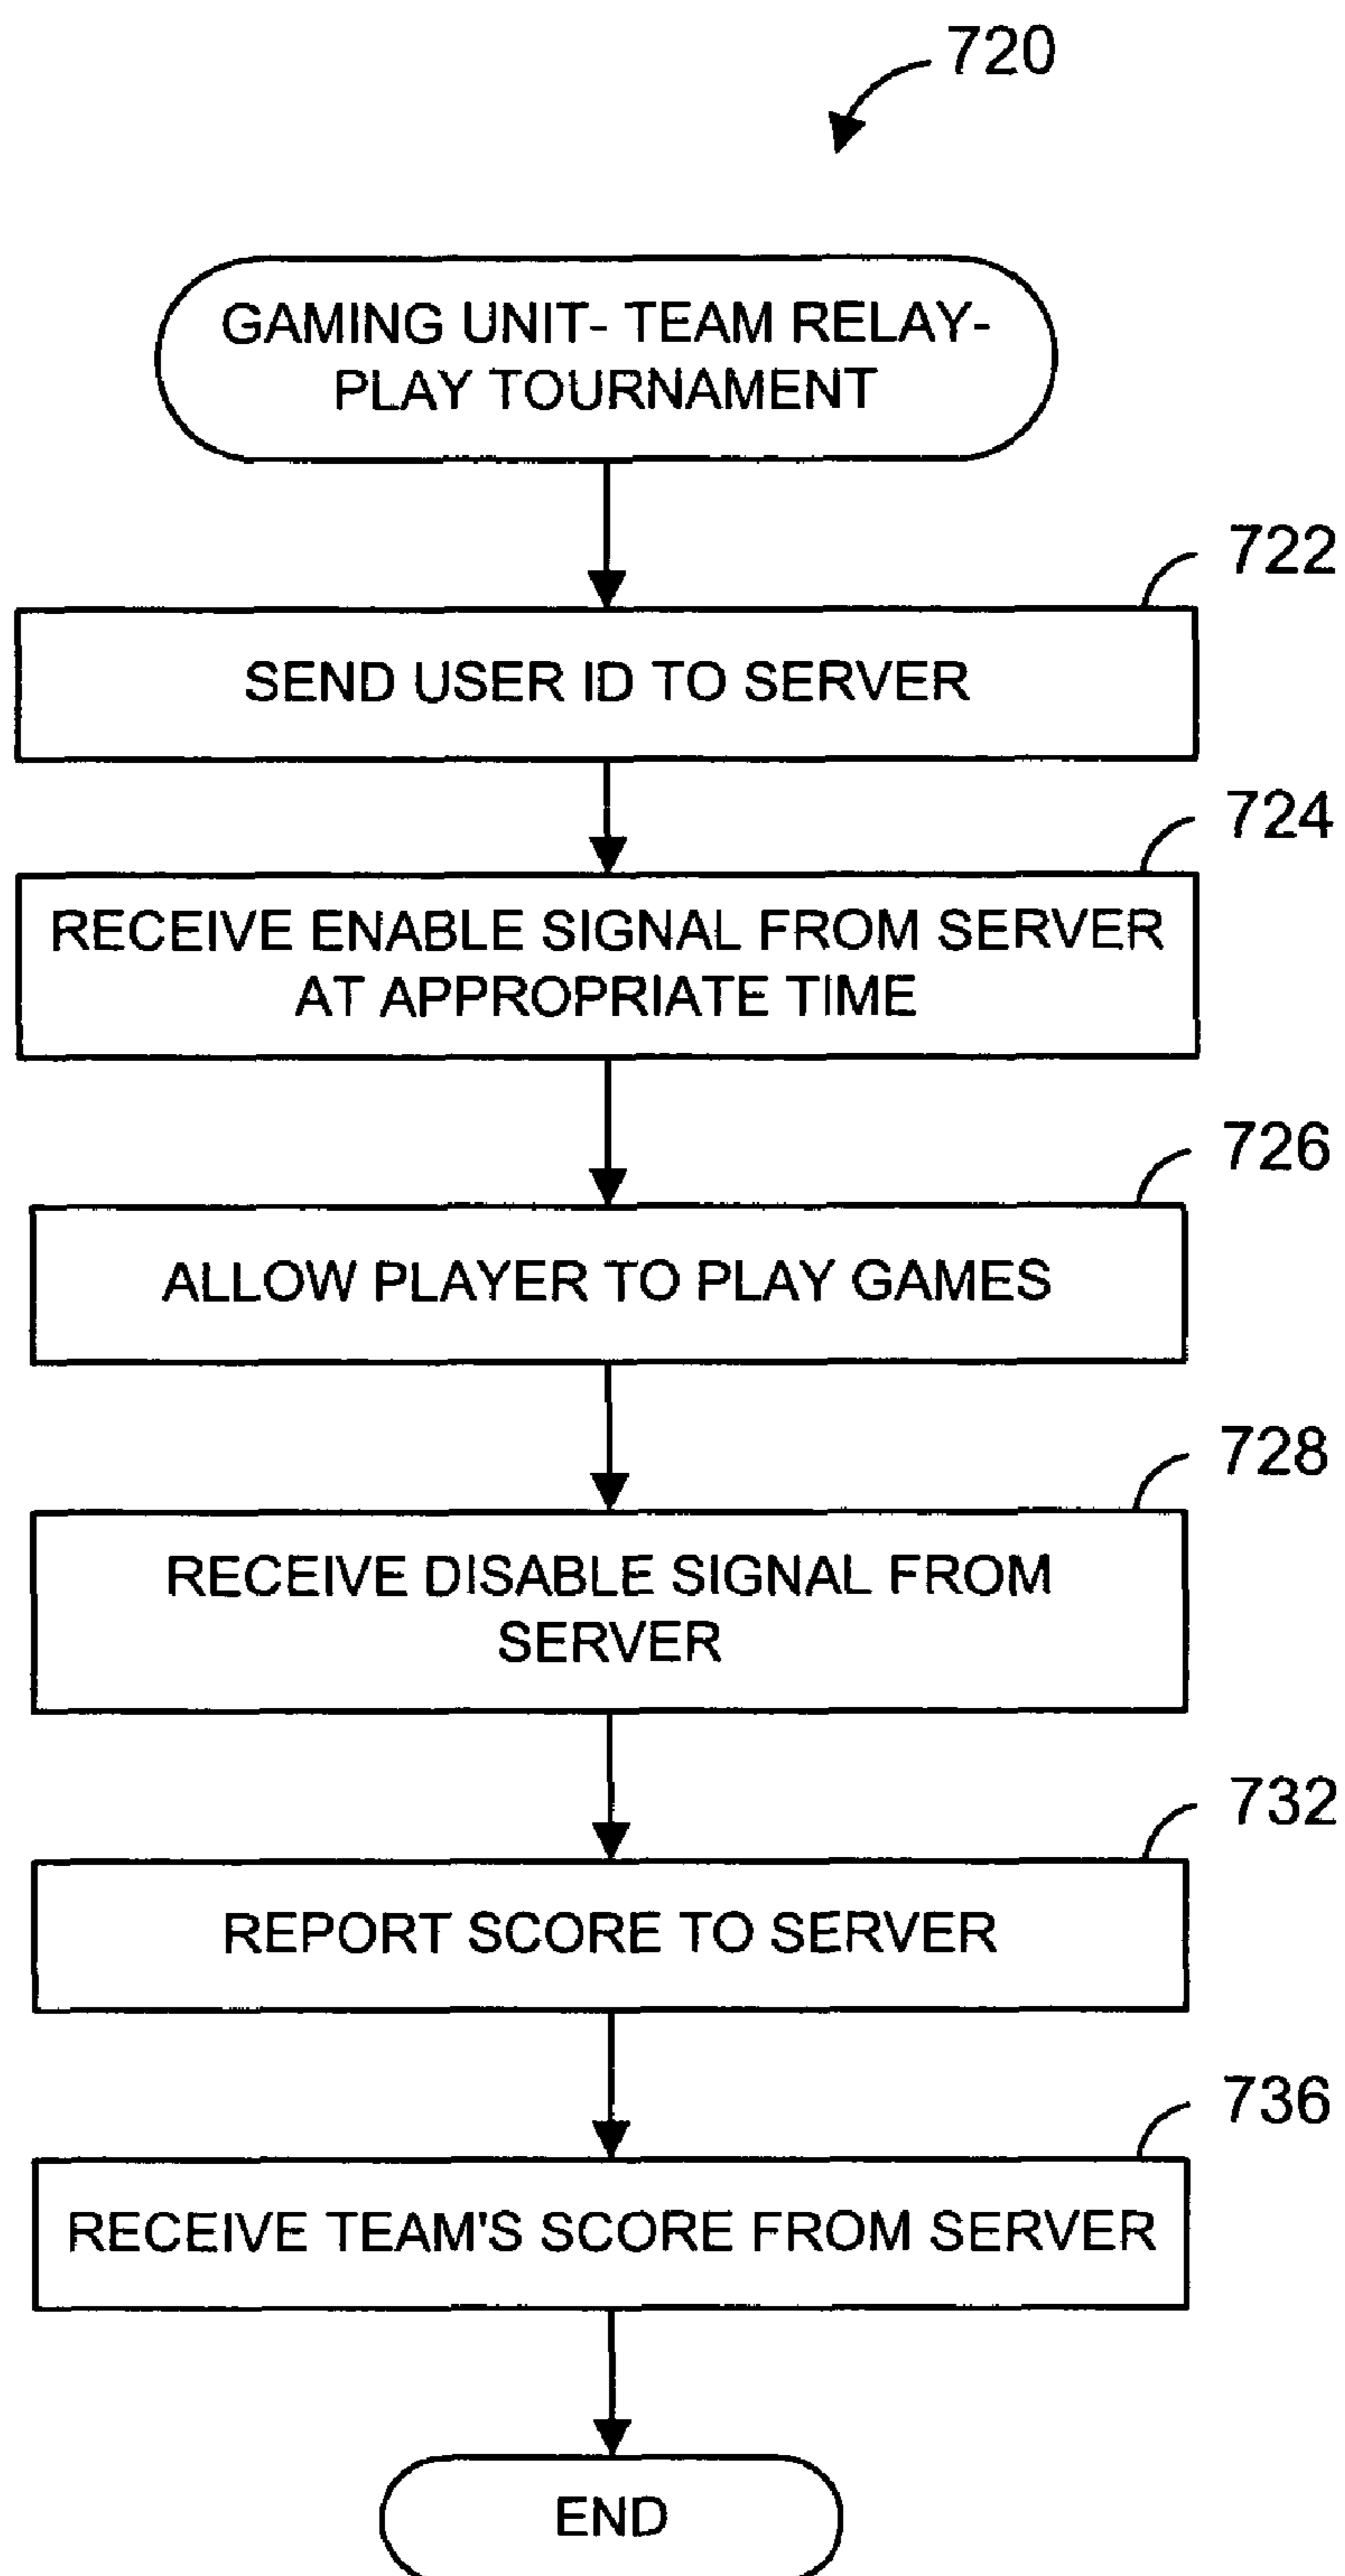 720
GAMING UNIT- TEAM RELAY-
PLAY TOURNAMENT
722
SEND USER ID TO SERVER
724
RECEIVE ENABLE SIGNAL FROM SERVER
AT APPROPRIATE TIME
726
ALLOW PLAYER TO PLAY GAMES
728
RECEIVE DISABLE SIGNAL FROM
SERVER
732
REPORT SCORE TO SERVER
736
RECEIVE TEAM'S SCORE FROM SERVER
END